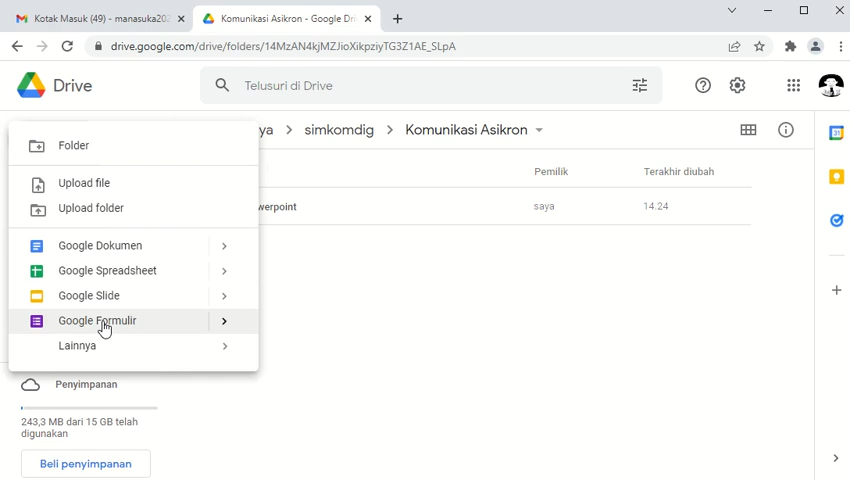 Kotak Masuk (49) - manasuka202
Komunikasi Asikron - Google Dri
drive.google.com/drive/folders/14MzAN4kjMZJioXikpziyTG3Z1AE_SLpA
Drive
Telusuri di Drive
ya > simkomdig > Komunikasi Asikron
Folder
Upload file
Upload folder
Google Dokumen
Google Spreadsheet
Google Slide
Google Formulir
Lainnya
Pemilik
Terakhir diubah
werpoint
saya
14.24
Penyimpanan
243,3 MB dari 15 GB telah
digunakan
Beli penyimpanan
31